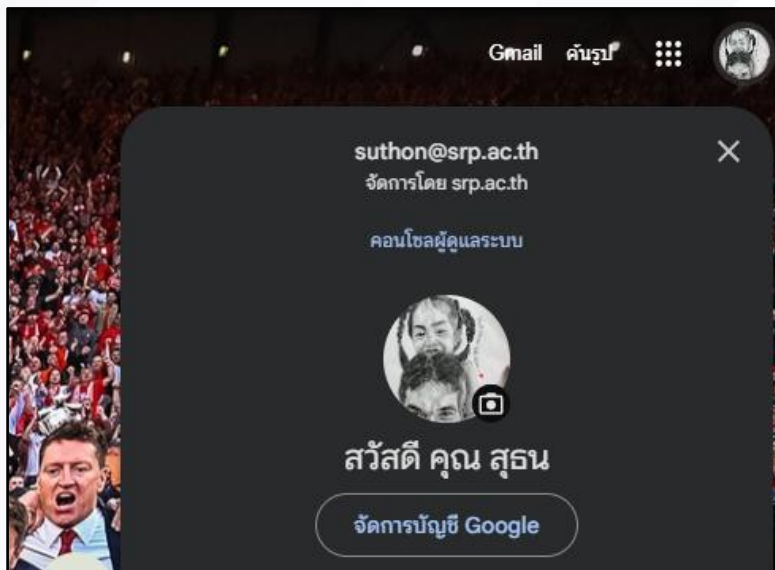 Gmail ค้นรูป
suthon@srp.ac.th
จัดการโดย srp.ac.th
คอนโซลผู้ดูแลระบบ
สวัสดี คุณ สุธน
จัดการบัญชี Google